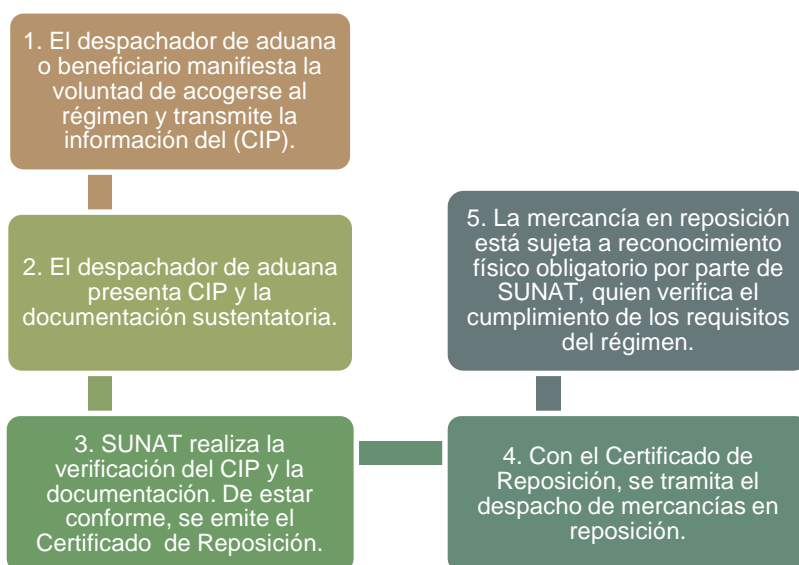 1. El despachador de aduana
o beneficiario manifiesta la
voluntad de acogerse al
régimen y transmite la
información del (CIP).
2. El despachador de aduana
presenta CIP y la
documentación sustentatoria.
3. SUNAT realiza la
verificación del CIP y la
documentación. De estar
conforme, se emite el
Certificado de Reposición.
4. Con el Certificado de
Reposición, se tramita el
despacho de mercancías en
reposición.
5. La mercancía en reposición
está sujeta a reconocimiento
físico obligatorio por parte de
SUNAT, quien verifica el
cumplimiento de los requisitos
del régimen.